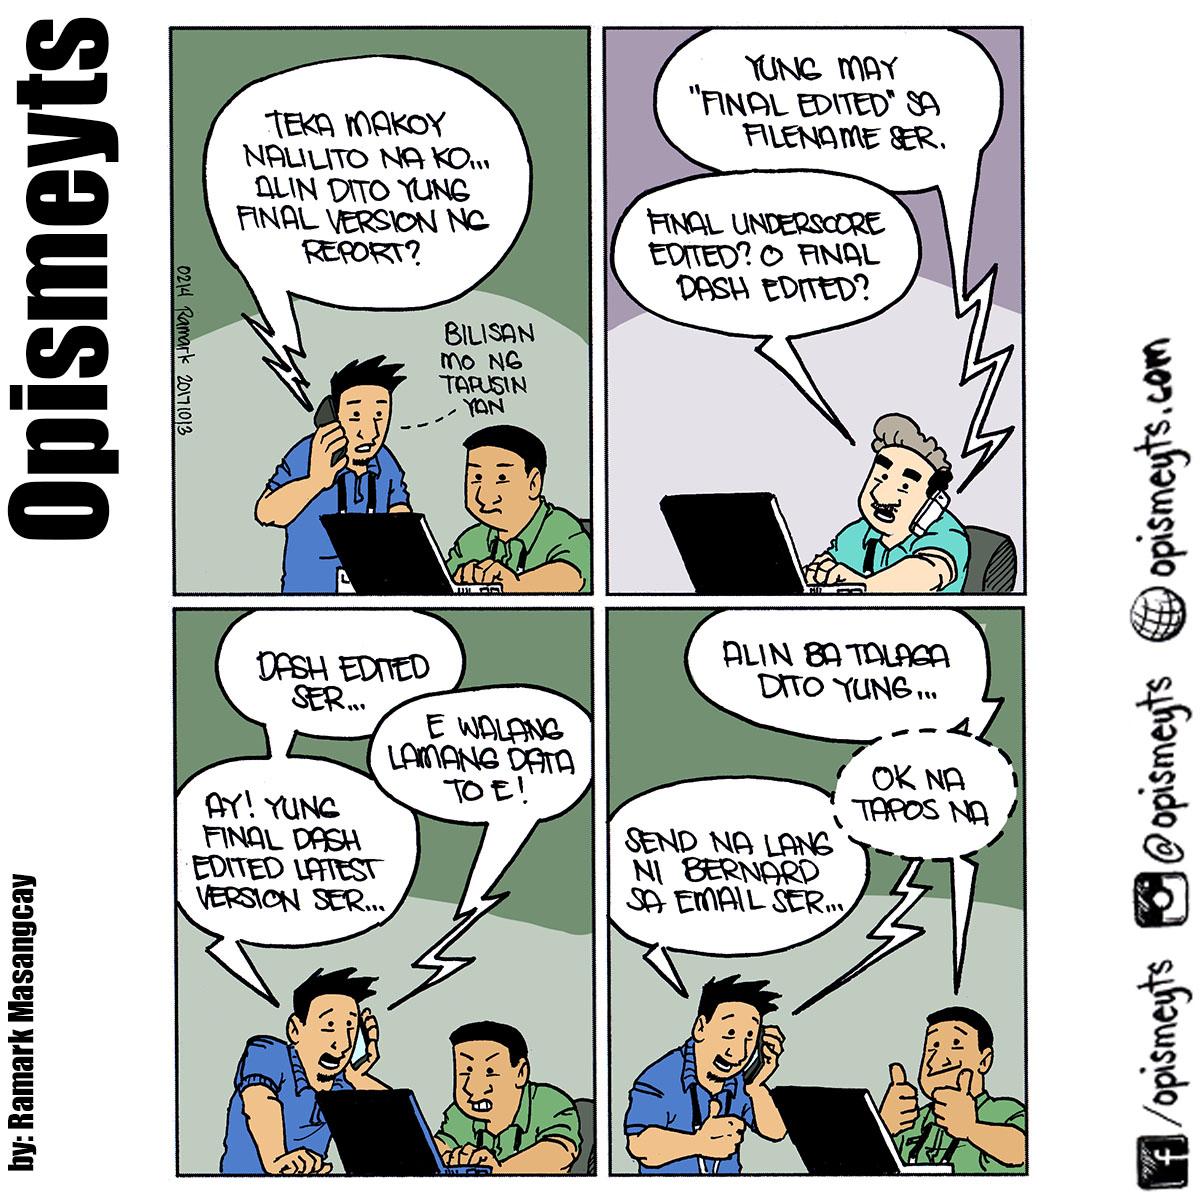 Opismeyts
by: Ramark Masangcay
TEKA MAKOY
NALILITO NA KO...
ALIN DITO YUNG
FINAL VERSION NG
REPORT?
BILISAN
MO NG
TAPUSIN
YAN
0214 Ramark 20171013
YUNG MAY
"FINAL EDITED" SA
FILENAME SER.
FINAL UNDERSCORE
EDITED? O FINAL
DASH EDITED?
DASH EDITED
SER...
E WALANG
LAMANG DATA
TO E!
AY! YUNG
FINAL DASH
EDITED LATEST
VERSION SER...
ALIN BA TALAGA
DITO YUNG...
OK NA
TAPOS NA
SEND NA LANG
NI BERNARD
SA EMAIL SER...
f /opismeyts
@opismeyts
opismeyts.com